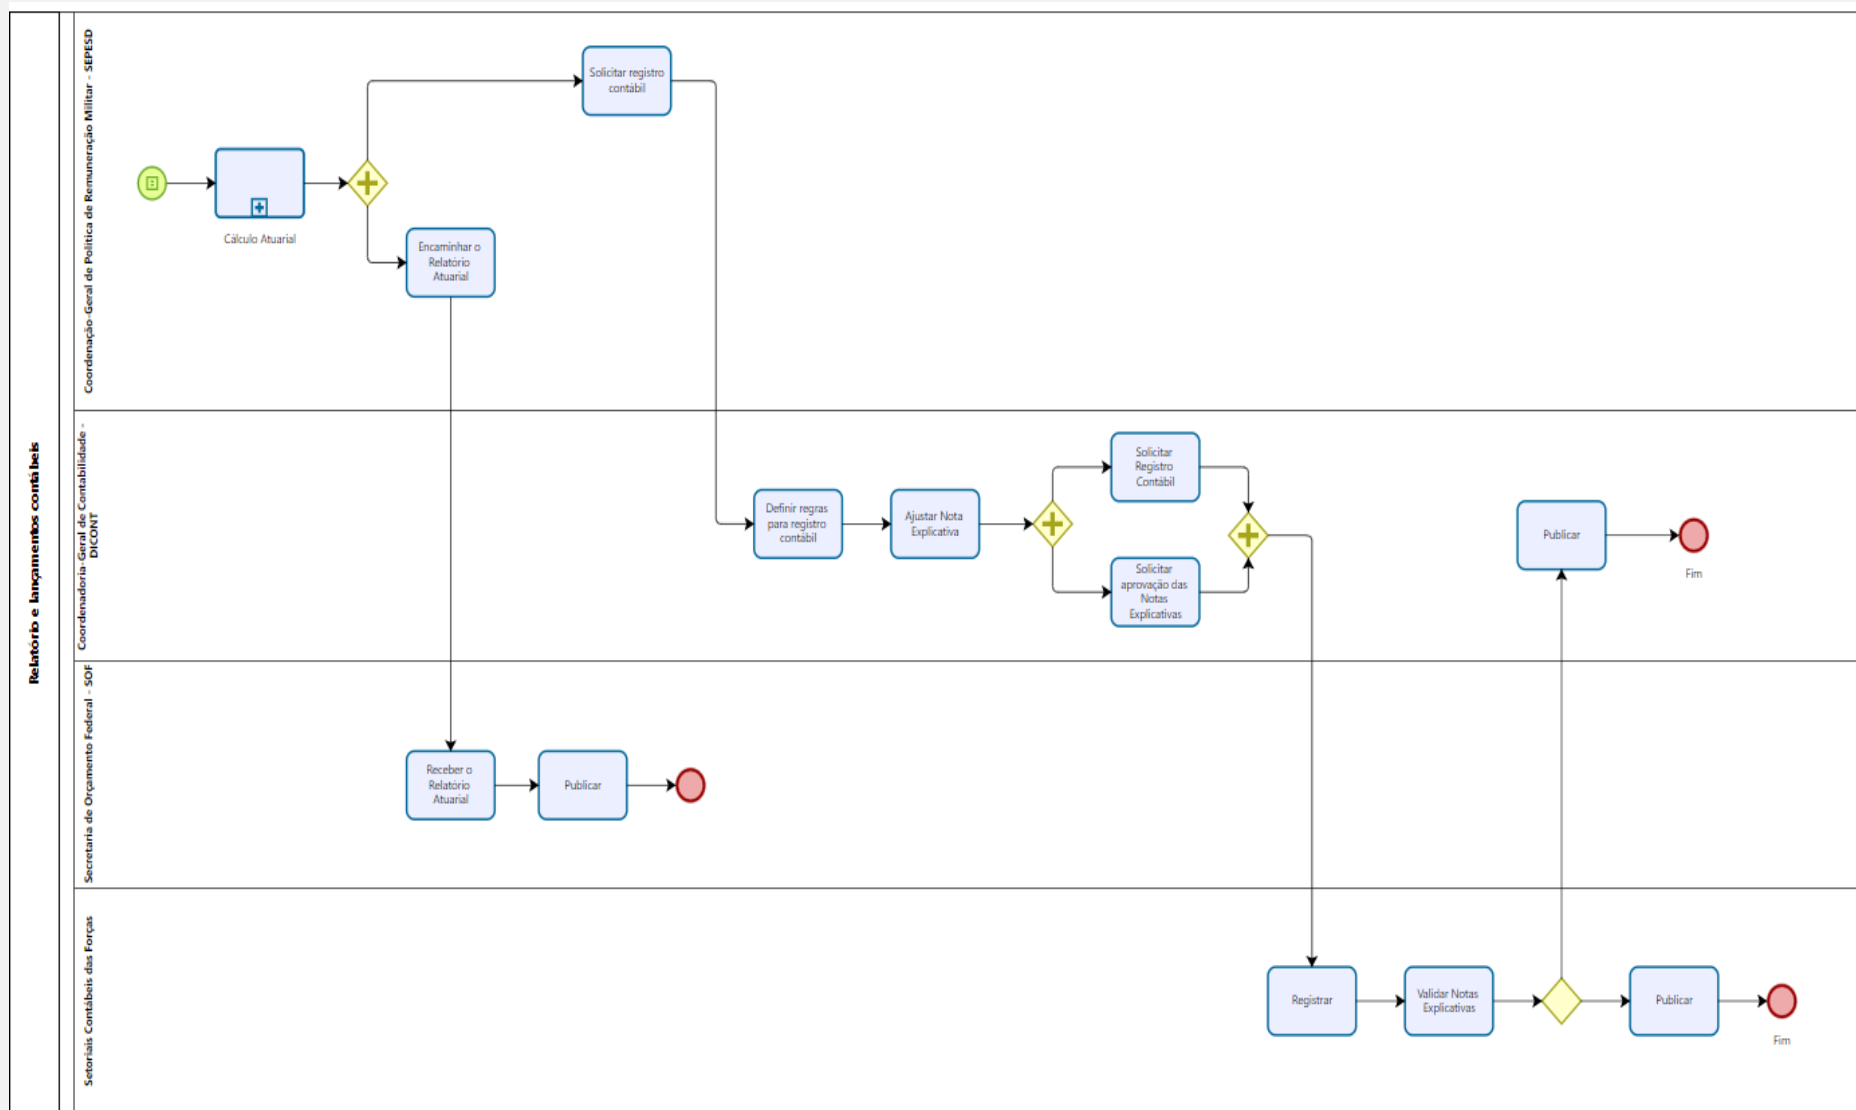 Relatório e lançamentos contábeis
Coordenação-Geral de Política de Remuneração Militar - SEPESD
Solicitar registro
contábil
Cálculo Atuarial
Encaminhar o
Relatório
Atuarial
Coordenadoria-Geral de Contabilidade -
DICONT
Definir regras
para registro
contábil
Ajustar Nota
Explicativa
Solicitar
Registro
Contábil
Solicitar
aprovação das
Notas
Explicativas
Publicar
Fim
Secretaria de Orçamento Federal - SOF
Receber o
Relatório
Atuarial
Publicar
Setoriais Contábeis das Forças
Registrar
Validar Notas
Explicativas
Publicar
Fim